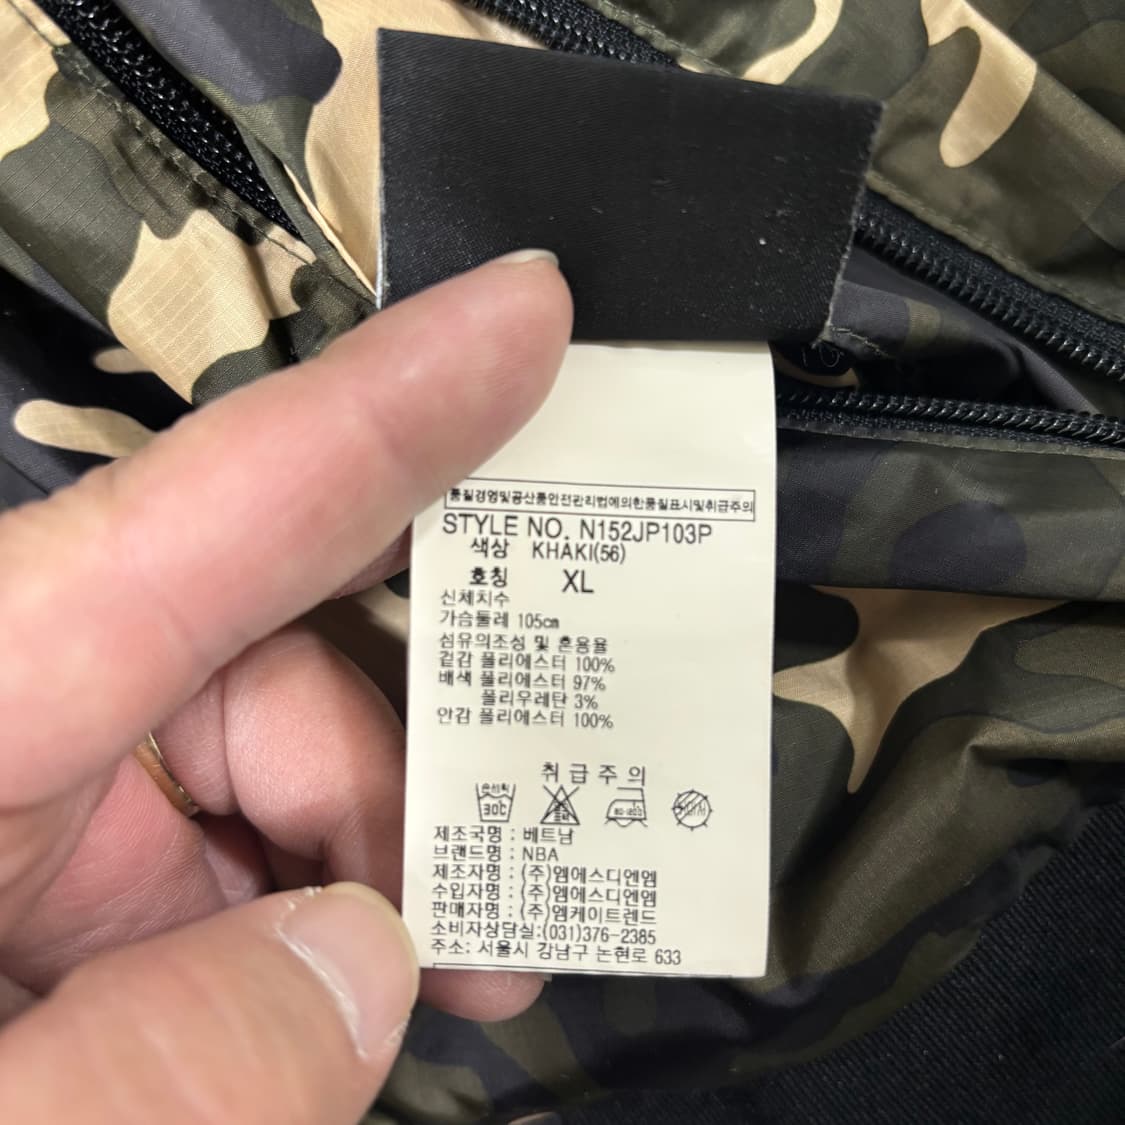 품질경영및공산품안전관리법에의한품질표시및취급주의
STYLE NO. N152JP103P
색상 KHAKI(56)
호칭 XL
신체치수
가슴둘레 105cm
섬유의조성 및 혼용율
겉감 폴리에스터 100%
배색 폴리에스터 97%
폴리우레탄 3%
안감 폴리에스터 100%
취급주의
손세탁
30℃
제조국명 : 베트남
브랜드명 : NBA
제조자명 : (주)엠에스디엔엠
수입자명 : (주)엠에스디엔엠
판매자명 : (주)엠케이트렌드
소비자상담실:(031)376-2385
주소: 서울시 강남구 논현로 633